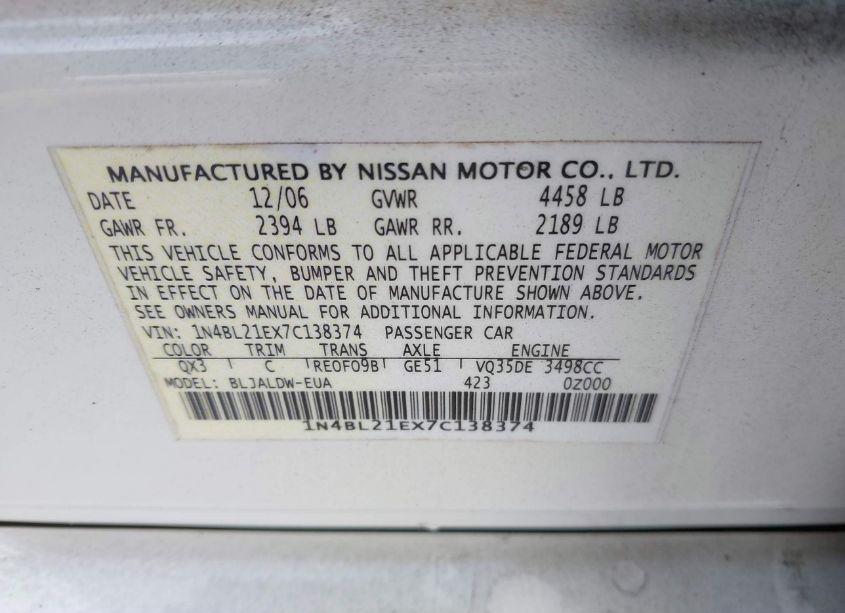 MANUFACTURED BY NISSAN MOTOR CO., LTD.
DATE 12/06 GVWR 4458 LB
GAWR FR. 2394 LB GAWR RR. 2189 LB
THIS VEHICLE CONFORMS TO ALL APPLICABLE FEDERAL MOTOR
VEHICLE SAFETY, BUMPER AND THEFT PREVENTION STANDARDS
IN EFFECT ON THE DATE OF MANUFACTURE SHOWN ABOVE.
SEE OWNERS MANUAL FOR ADDITIONAL INFORMATION.
VIN: 1N4BL21EX7C138374 PASSENGER CAR
COLOR TRIM TRANS AXLE ENGINE
QX3 C RE0F09B GE51 VQ35DE 3498CC
MODEL: BLJALDW-EUA 423 0Z000
1N4BL21EX7C138374